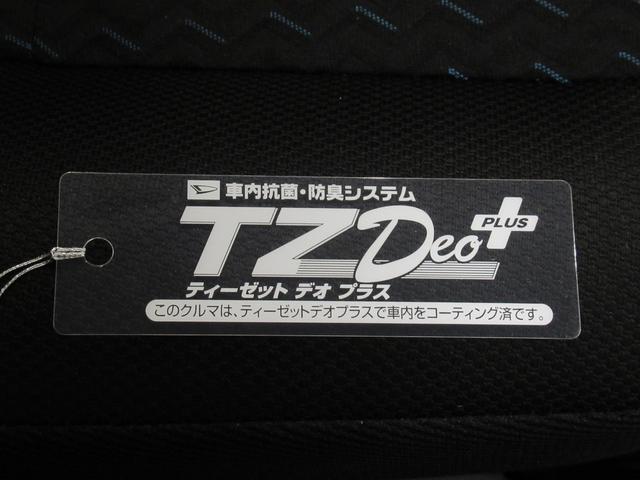 車内抗菌・防臭システム
TZ Deo PLUS
ティーゼット デオ プラス
このクルマは、ティーゼットデオプラスで車内をコーティング済です。